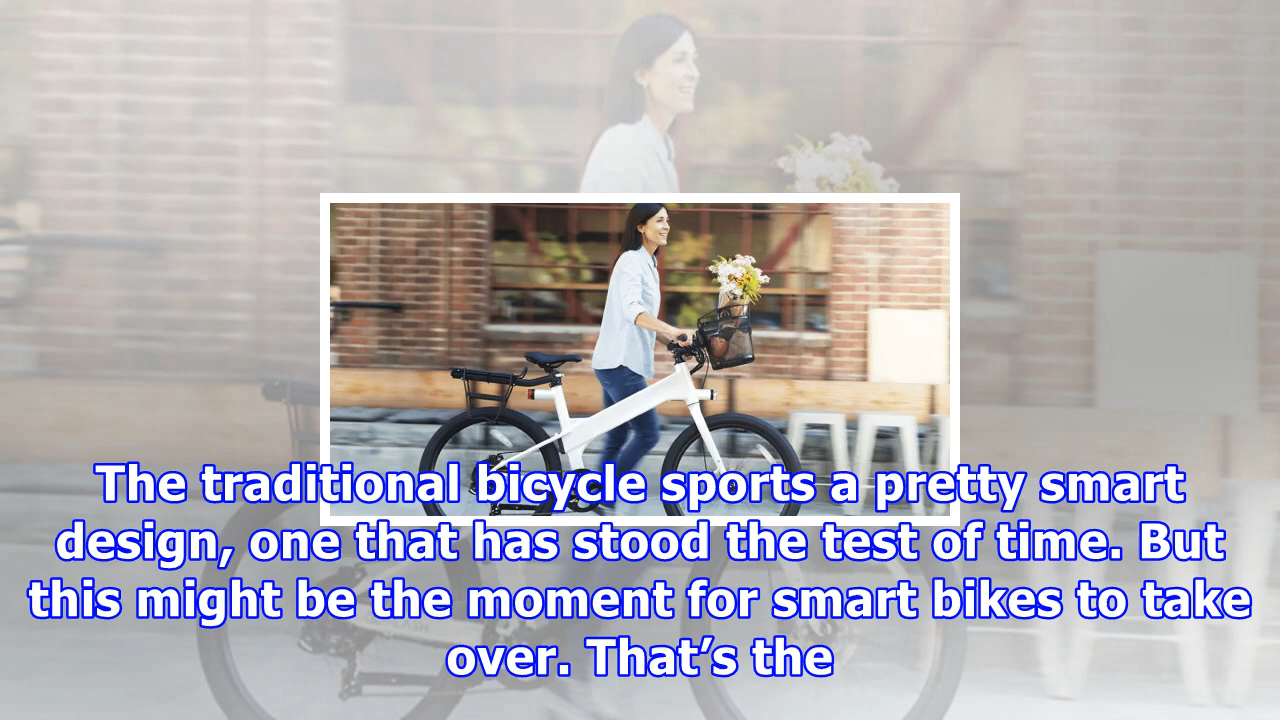 The traditional bicycle sports a pretty smart
design, one that has stood the test of time. But
this might be the moment for smart bikes to take
over. That’s the